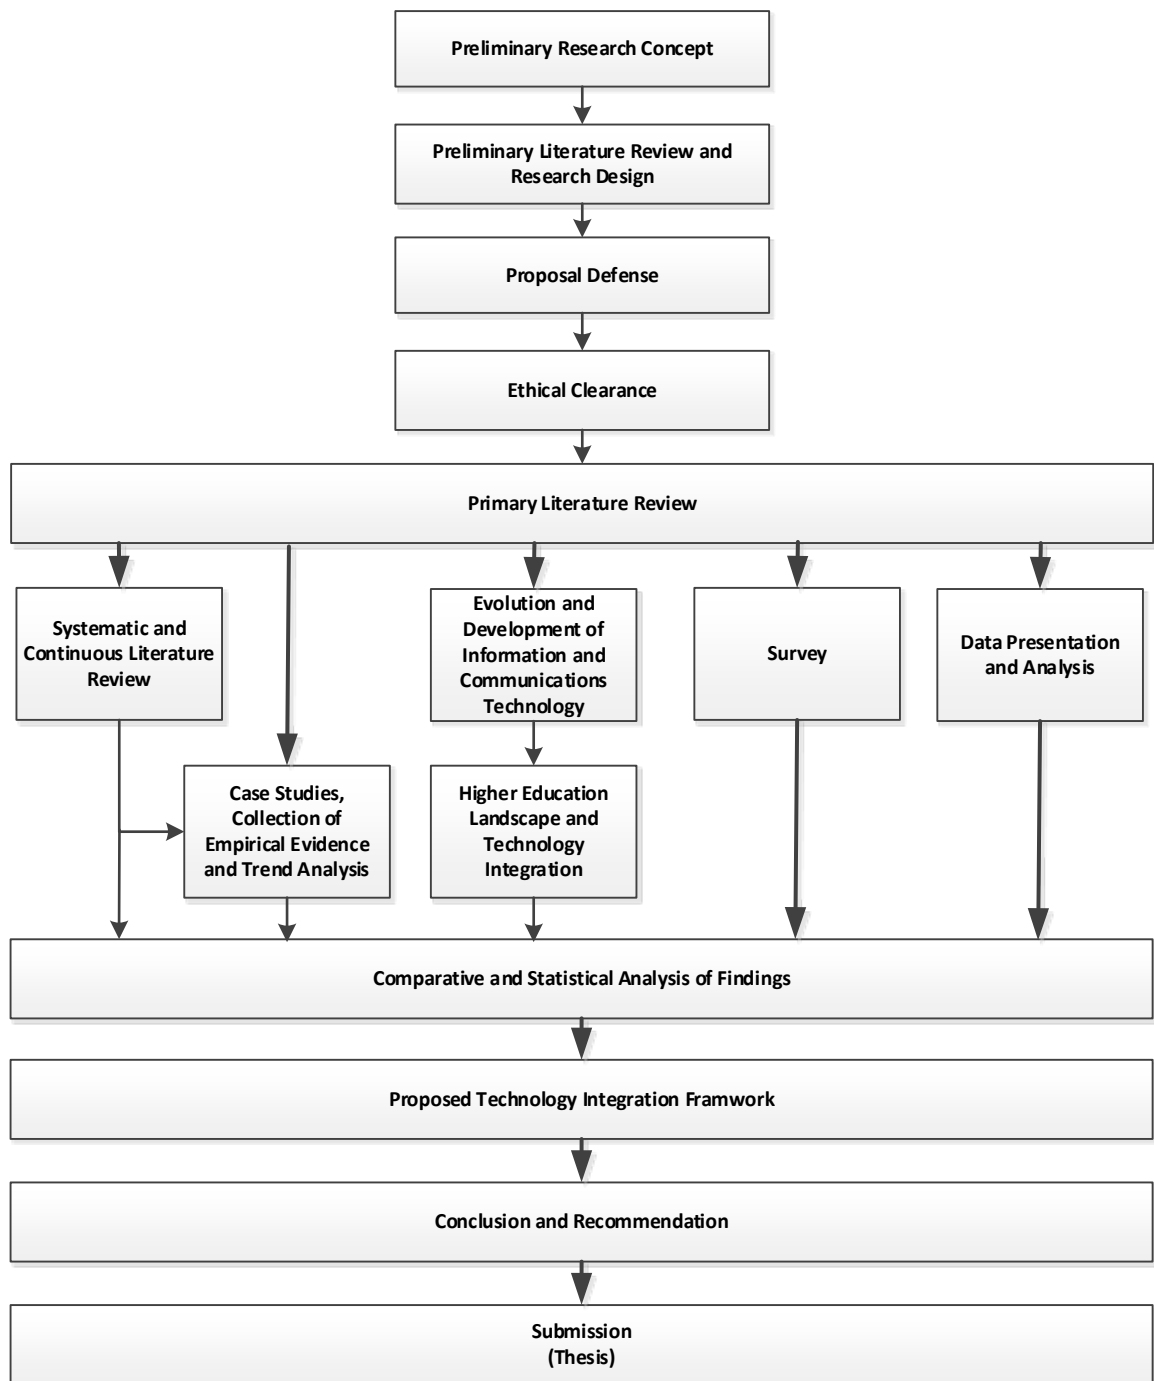 Preliminary Research Concept
Preliminary Literature Review and
Research Design
Proposal Defense
Ethical Clearance
Primary Literature Review
Systematic and
Continuous Literature
Review
Evolution and
Development of
Information and
Communications
Technology
Survey
Data Presentation
and Analysis
Case Studies,
Collection of
Empirical Evidence
and Trend Analysis
Higher Education
Landscape and
Technology
Integration
Comparative and Statistical Analysis of Findings
Proposed Technology Integration Framwork
Conclusion and Recommendation
Submission
(Thesis)